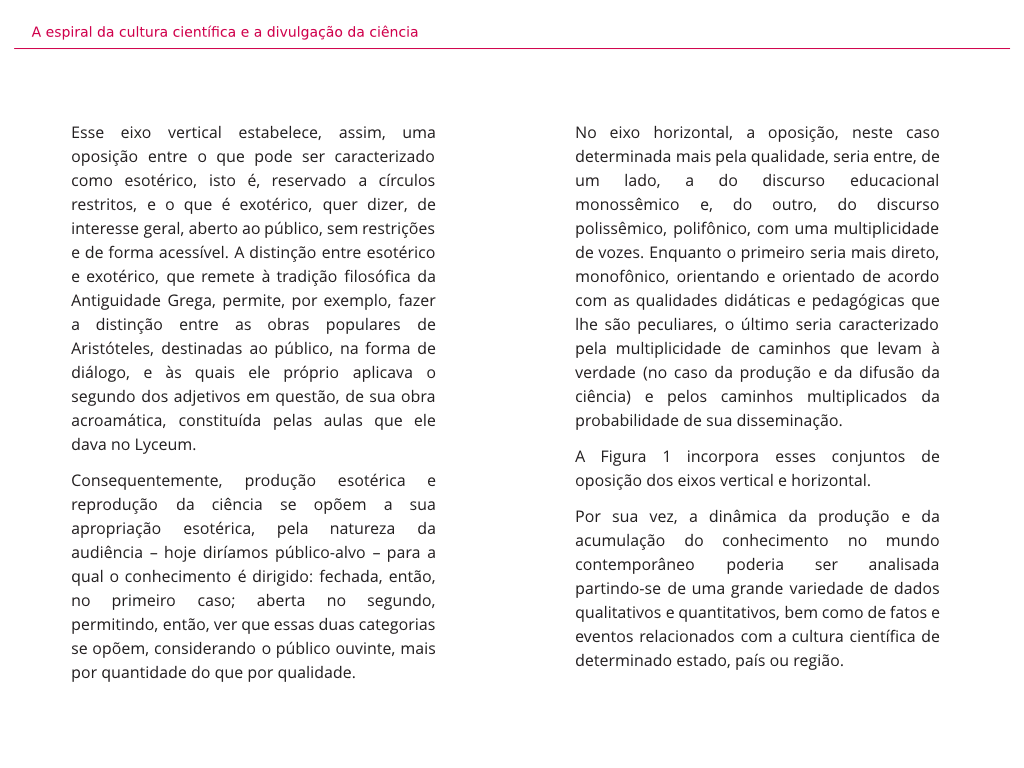 A espiral da cultura científica e a divulgação da ciência
Esse eixo vertical estabelece, assim, uma
oposição entre o que pode ser caracterizado
como esotérico, isto é, reservado a círculos
restritos, e o que é exotérico, quer dizer, de
interesse geral, aberto ao público, sem restrições
e de forma acessível. A distinção entre esotérico
e exotérico, que remete à tradição filosófica da
Antiguidade Grega, permite, por exemplo, fazer
a distinção entre as obras populares de
Aristóteles, destinadas ao público, na forma de
diálogo, e às quais ele próprio aplicava o
segundo dos adjetivos em questão, de sua obra
acroamática, constituída pelas aulas que ele
dava no Lyceum.
Consequentemente, produção esotérica e
reprodução da ciência se opõem a sua
apropriação esotérica, pela natureza da
audiência – hoje diríamos público-alvo – para a
qual o conhecimento é dirigido: fechada, então,
no primeiro caso; aberta no segundo,
permitindo, então, ver que essas duas categorias
se opõem, considerando o público ouvinte, mais
por quantidade do que por qualidade.
No eixo horizontal, a oposição, neste caso
determinada mais pela qualidade, seria entre, de
um lado, a do discurso educacional
monossêmico e, do outro, do discurso
polissêmico, polifônico, com uma multiplicidade
de vozes. Enquanto o primeiro seria mais direto,
monofônico, orientando e orientado de acordo
com as qualidades didáticas e pedagógicas que
lhe são peculiares, o último seria caracterizado
pela multiplicidade de caminhos que levam à
verdade (no caso da produção e da difusão da
ciência) e pelos caminhos multiplicados da
probabilidade de sua disseminação.
A Figura 1 incorpora esses conjuntos de
oposição dos eixos vertical e horizontal.
Por sua vez, a dinâmica da produção e da
acumulação do conhecimento no mundo
contemporâneo poderia ser analisada
partindo-se de uma grande variedade de dados
qualitativos e quantitativos, bem como de fatos e
eventos relacionados com a cultura científica de
determinado estado, país ou região.